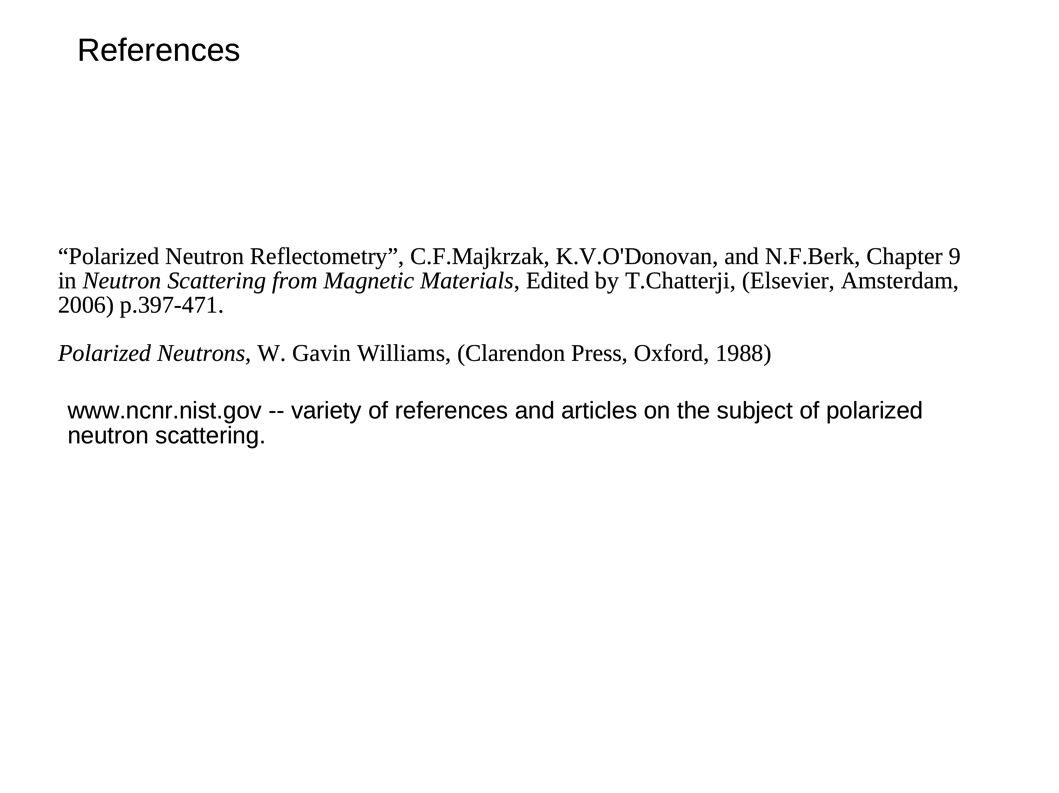 References
“Polarized Neutron Reflectometry”, C.F.Majkrzak, K.V.O'Donovan, and N.F.Berk, Chapter 9
in Neutron Scattering from Magnetic Materials, Edited by T.Chatterji, (Elsevier, Amsterdam,
2006) p.397-471.
Polarized Neutrons, W. Gavin Williams, (Clarendon Press, Oxford, 1988)
www.ncnr.nist.gov -- variety of references and articles on the subject of polarized
neutron scattering.